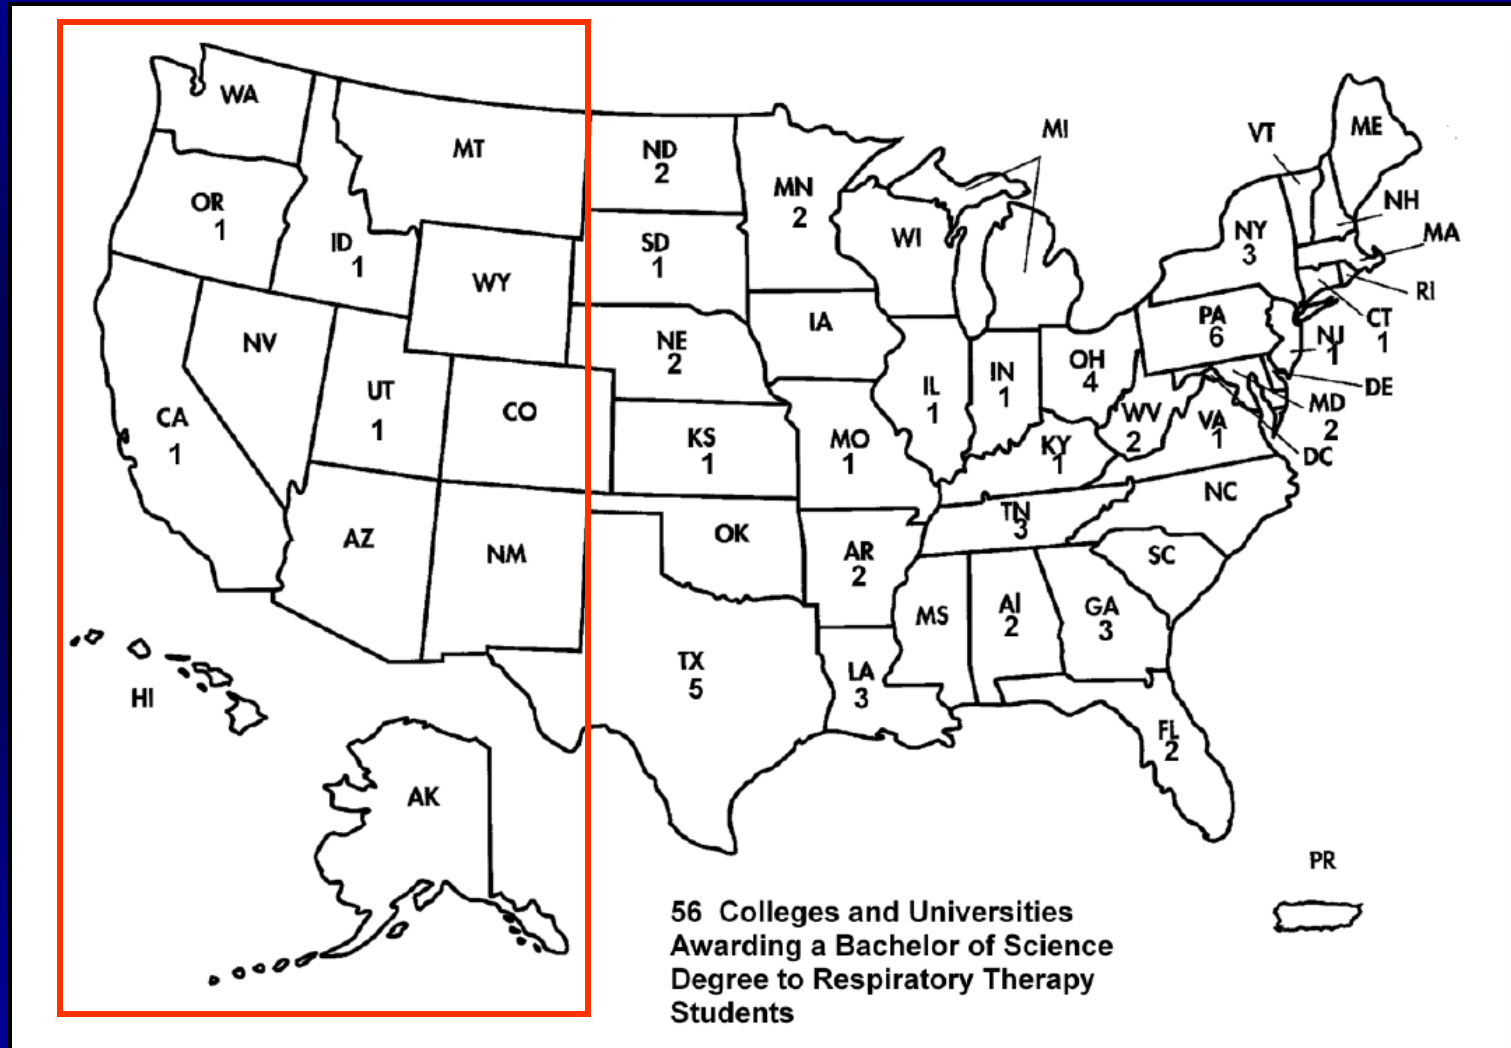 WA
MT
OR
1
ID
1
WY
NV
UT
1
CO
CA
1
AZ
NM
HI
AK
ND
2
SD
1
NE
2
KS
1
OK
TX
5
MN
2
IA
MO
1
AR
2
LA
3
WI
MI
IL
1
IN
1
OH
4
KY
1
TN
3
MS
Al
2
GA
3
FL
2
SC
NC
WV
2
VA
1
PA
6
NY
3
VT
ME
NH
MA
RI
CT
1
NJ
1
DE
MD
2
DC
PR
56 Colleges and Universities
Awarding a Bachelor of Science
Degree to Respiratory Therapy
Students